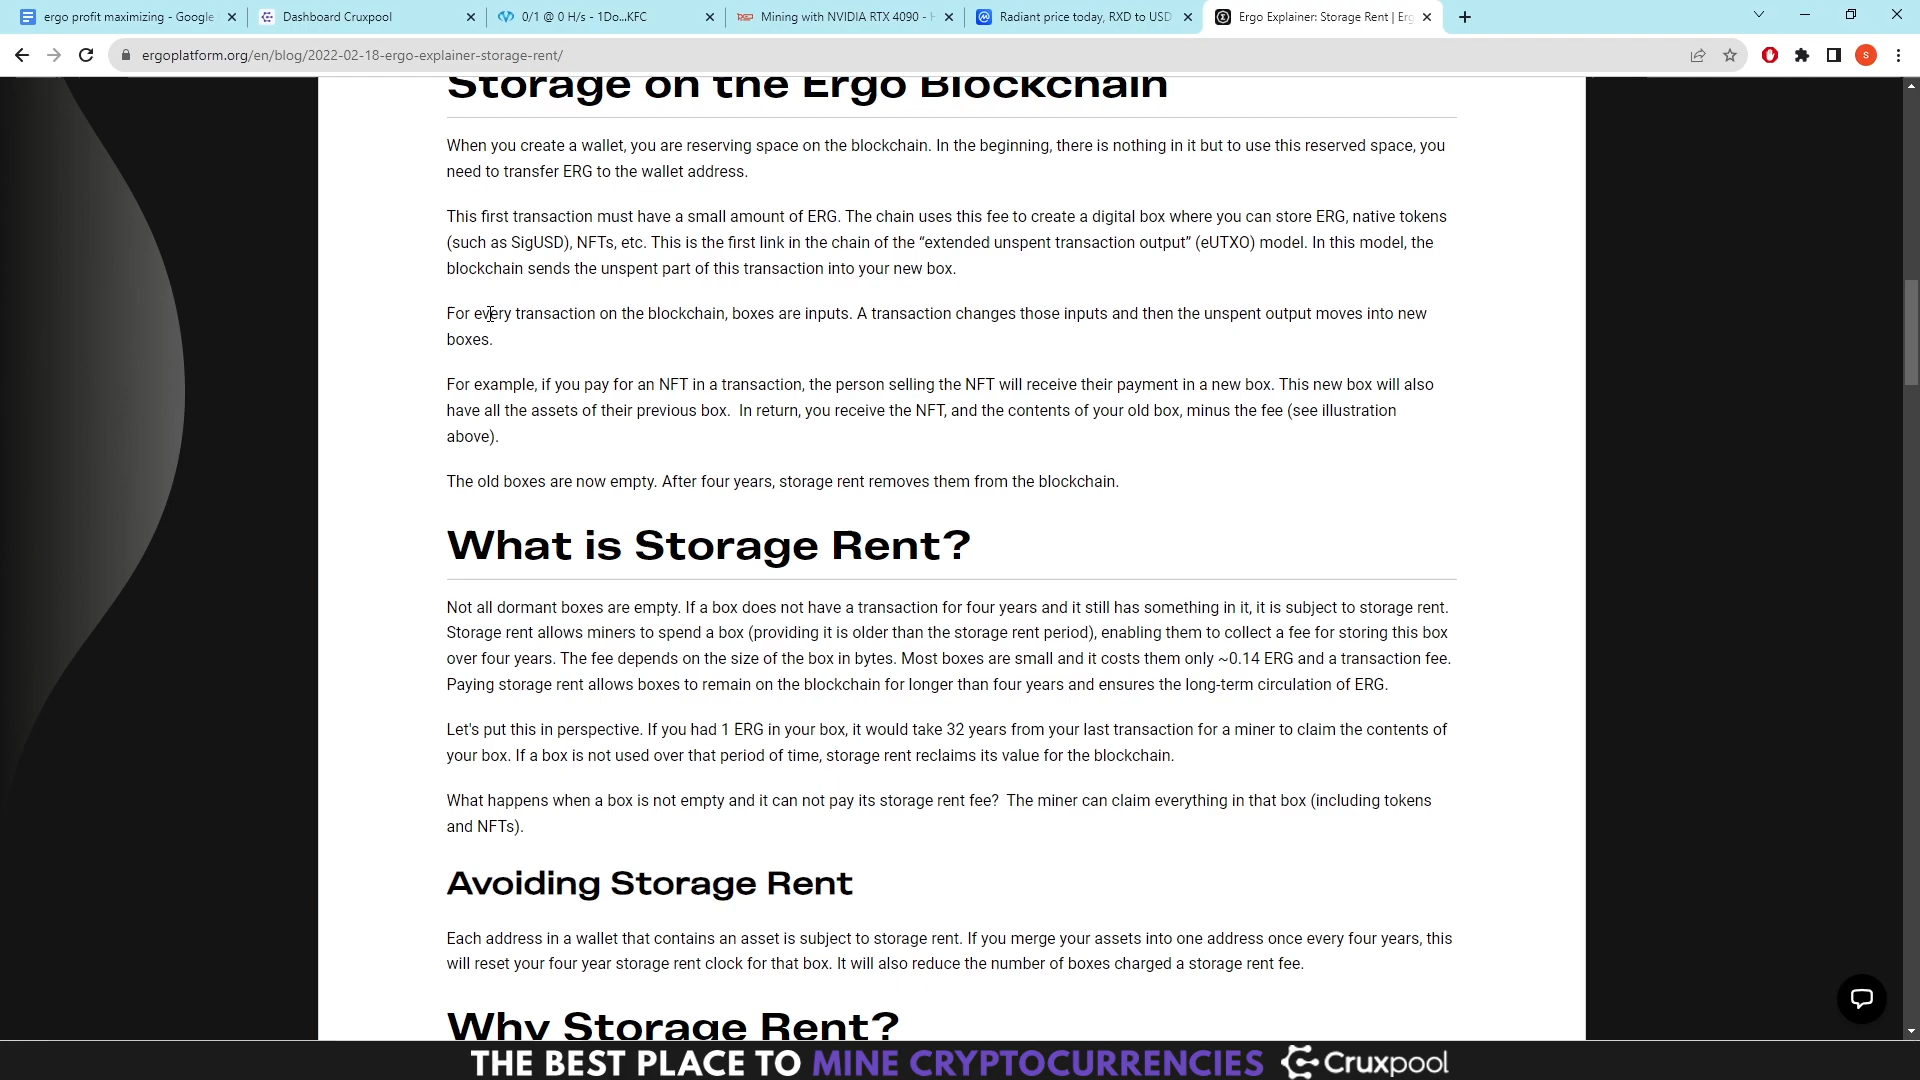 ergo profit maximizing - Google
Dashboard Cruxpool
0/1 @ 0 H/s - 1Do...KFC
Mining with NVIDIA RTX 4090 -
Radiant price today, RXD to USD
Ergo Explainer: Storage Rent | Erg
ergoplatform.org/en/blog/2022-02-18-ergo-explainer-storage-rent/
S
Storage on the Ergo Blockchain
When you create a wallet, you are reserving space on the blockchain. In the beginning, there is nothing in it but to use this reserved space, you
need to transfer ERG to the wallet address.
This first transaction must have a small amount of ERG. The chain uses this fee to create a digital box where you can store ERG, native tokens
(such as SigUSD), NFTs, etc. This is the first link in the chain of the “extended unspent transaction output” (eUTXO) model. In this model, the
blockchain sends the unspent part of this transaction into your new box.
For every transaction on the blockchain, boxes are inputs. A transaction changes those inputs and then the unspent output moves into new
boxes.
For example, if you pay for an NFT in a transaction, the person selling the NFT will receive their payment in a new box. This new box will also
have all the assets of their previous box.  In return, you receive the NFT, and the contents of your old box, minus the fee (see illustration
above).
The old boxes are now empty. After four years, storage rent removes them from the blockchain.
What is Storage Rent?
Not all dormant boxes are empty. If a box does not have a transaction for four years and it still has something in it, it is subject to storage rent.
Storage rent allows miners to spend a box (providing it is older than the storage rent period), enabling them to collect a fee for storing this box
over four years. The fee depends on the size of the box in bytes. Most boxes are small and it costs them only ~0.14 ERG and a transaction fee.
Paying storage rent allows boxes to remain on the blockchain for longer than four years and ensures the long-term circulation of ERG.
Let's put this in perspective. If you had 1 ERG in your box, it would take 32 years from your last transaction for a miner to claim the contents of
your box. If a box is not used over that period of time, storage rent reclaims its value for the blockchain.
What happens when a box is not empty and it can not pay its storage rent fee?  The miner can claim everything in that box (including tokens
and NFTs).
Avoiding Storage Rent
Each address in a wallet that contains an asset is subject to storage rent. If you merge your assets into one address once every four years, this
will reset your four year storage rent clock for that box. It will also reduce the number of boxes charged a storage rent fee.
Why Storage Rent?
THE BEST PLACE TO MINE CRYPTOCURRENCIES Cruxpool